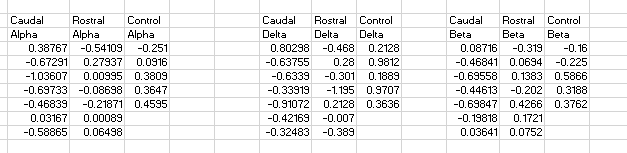 Caudal Rostral Control Caudal Rostral Control Caudal Rostral Control
Alpha Alpha Alpha Delta Delta Delta Beta Beta Beta
0.38767 -0.54109 -0.251 0.80298 -0.468 0.2128 0.08716 -0.319 -0.16
-0.67291 0.27937 0.0916 -0.63755 0.28 0.9812 -0.46841 0.0694 -0.225
-1.03607 0.00995 0.3809 -0.6339 -0.301 0.1889 -0.69558 0.1383 0.5866
-0.69733 -0.08698 0.3647 -0.33919 -1.195 0.9707 -0.44613 -0.202 0.3188
-0.46839 -0.21871 0.4595 -0.91072 0.2128 0.3636 -0.69847 0.4266 0.3762
0.03167 0.00089 -0.42169 -0.007 -0.19818 0.1721
-0.58865 0.06498 -0.32483 -0.389 0.03641 0.0752